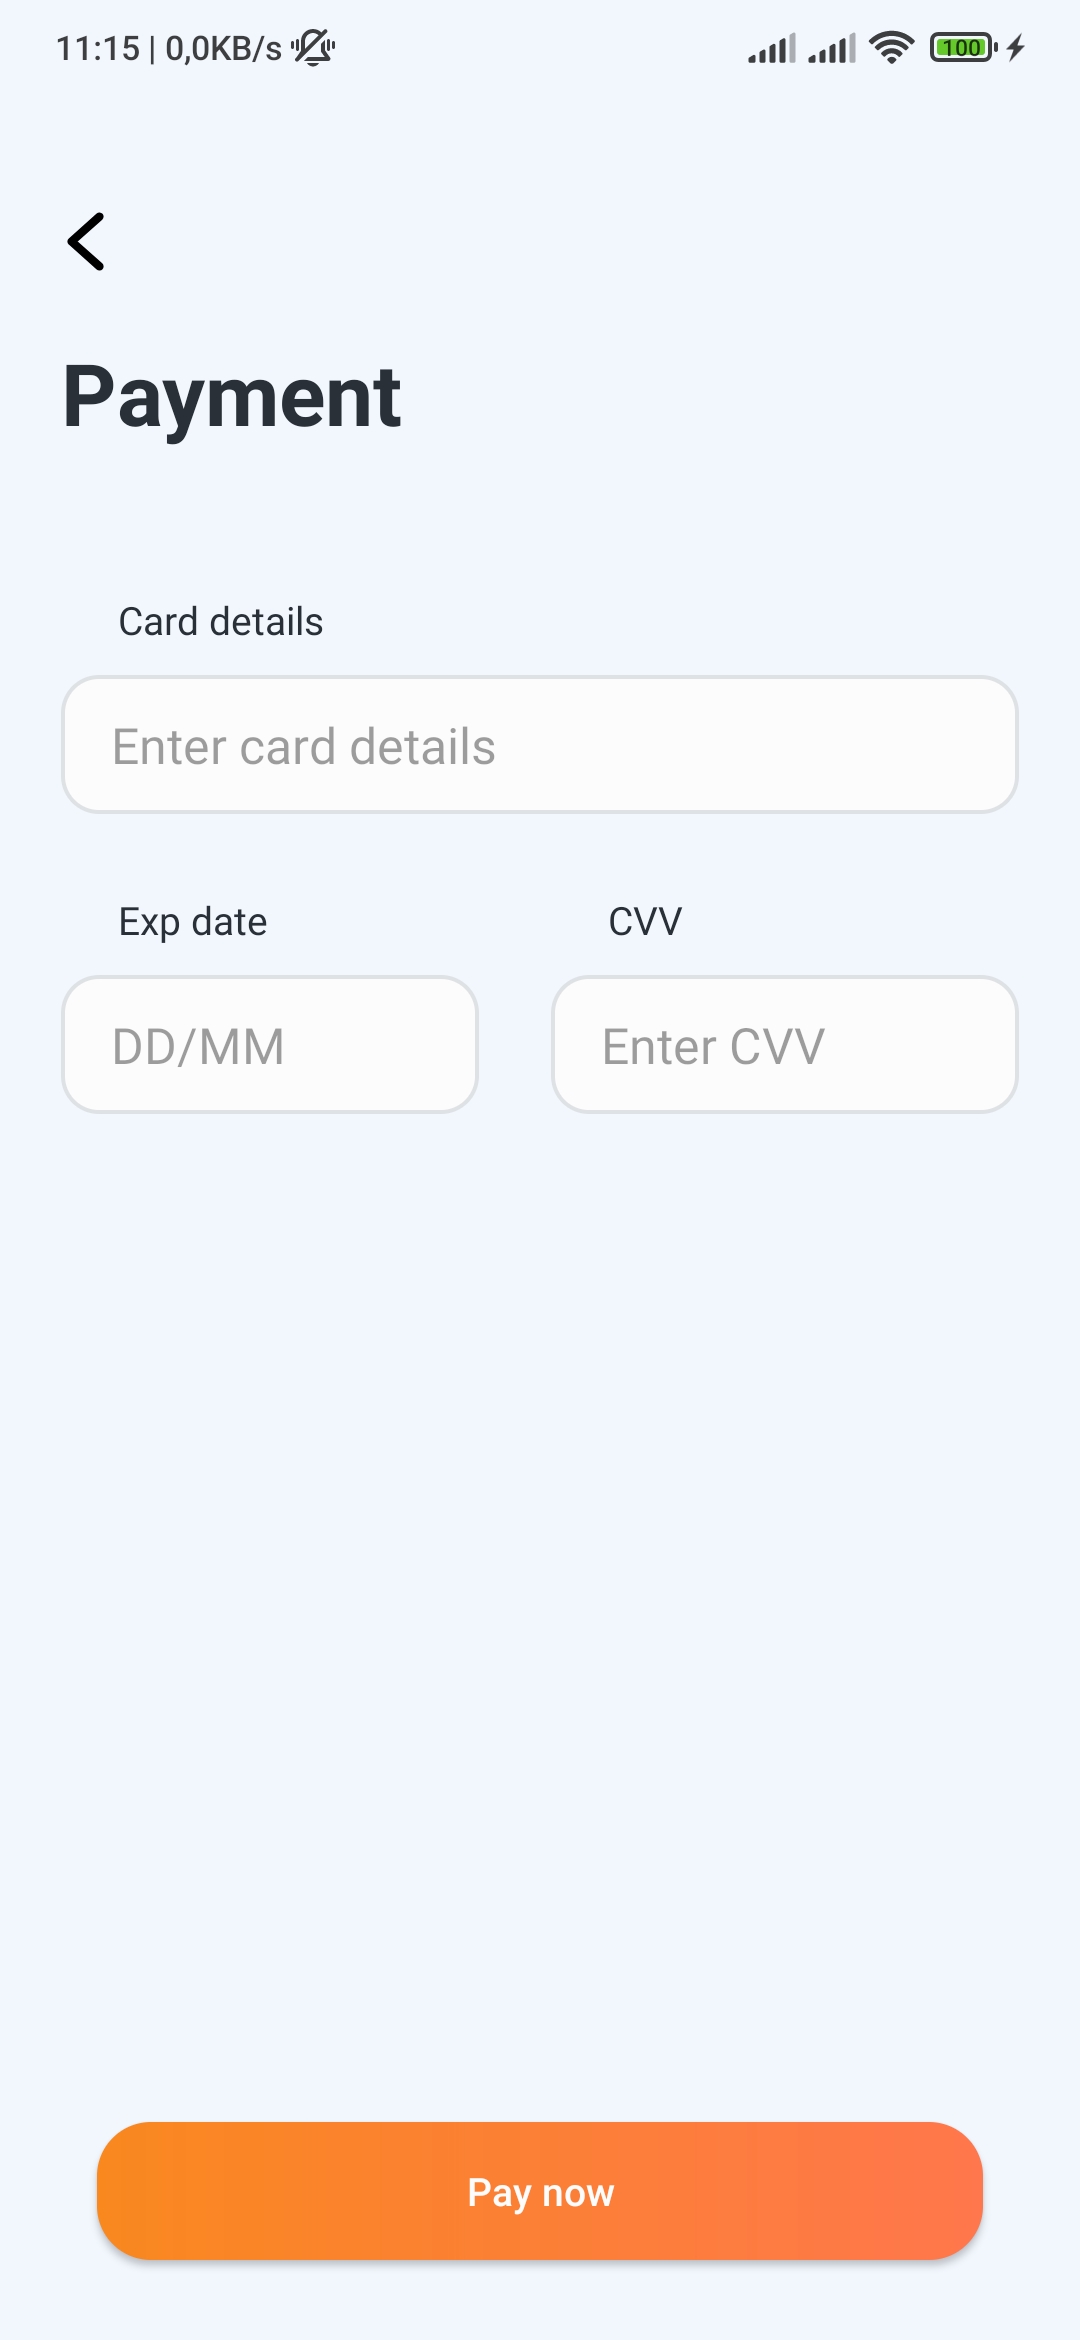 11:15 | 0,0KB/s
100
Payment
Card details
Enter card details
Exp date
CVV
DD/MM
Enter CVV
Pay now